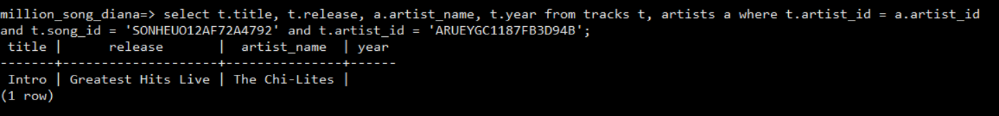 million_song_diana=> select t.title, t.release, a.artist_name, t.year from tracks t, artists a where t.artist_id = a.artist_id
and t.song_id = 'SONHEUO12AF72A4792' and t.artist_id = 'ARUEYGC1187FB3D94B';
 title |      release       |  artist_name  | year
-------+--------------------+---------------+------
 Intro | Greatest Hits Live | The Chi-Lites |
(1 row)